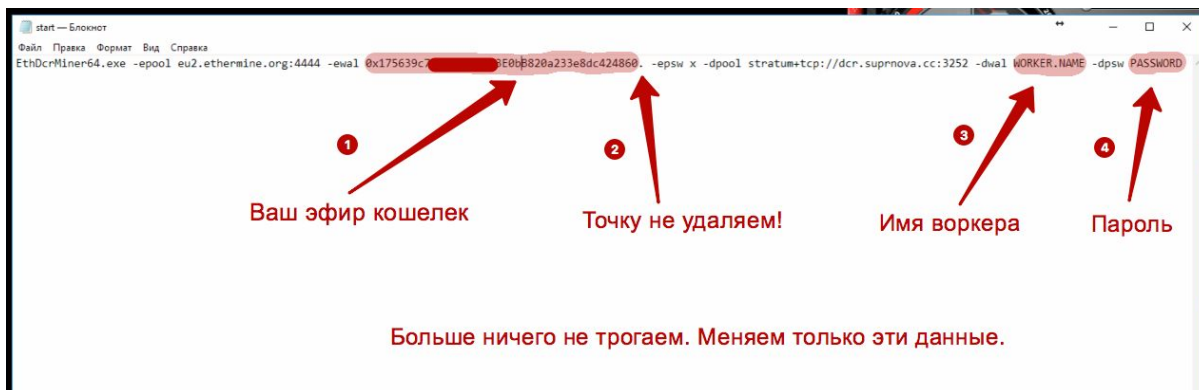 start — Блокнот
Файл Правка Формат Вид Справка
EthDcrMiner64.exe -epool eu2.ethermine.org:4444 -ewal 0x175639c7 3E0bB820a233e8dc424860. -epsw x -dpool stratum+tcp://dcr.suprnova.cc:3252 -dwal WORKER.NAME -dpsw PASSWORD
1
2
3
4
Ваш эфир кошелек
Точку не удаляем!
Имя воркера
Пароль
Больше ничего не трогаем. Меняем только эти данные.